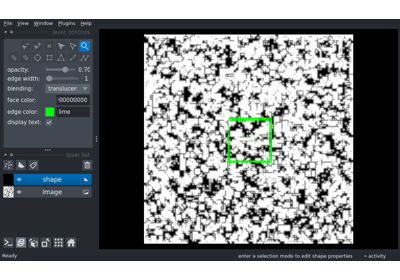 File View Window Plugins Help
layer controls
opacity: 0.70
edge width: 1
blending: translucen
face color: 00000000
edge color: lime
display text:
layer list
shape
Image
Ready enter a selection mode to edit shape properties activity